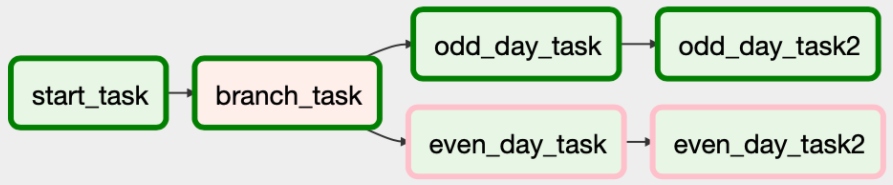 start_task
branch_task
odd_day_task
odd_day_task2
even_day_task
even_day_task2